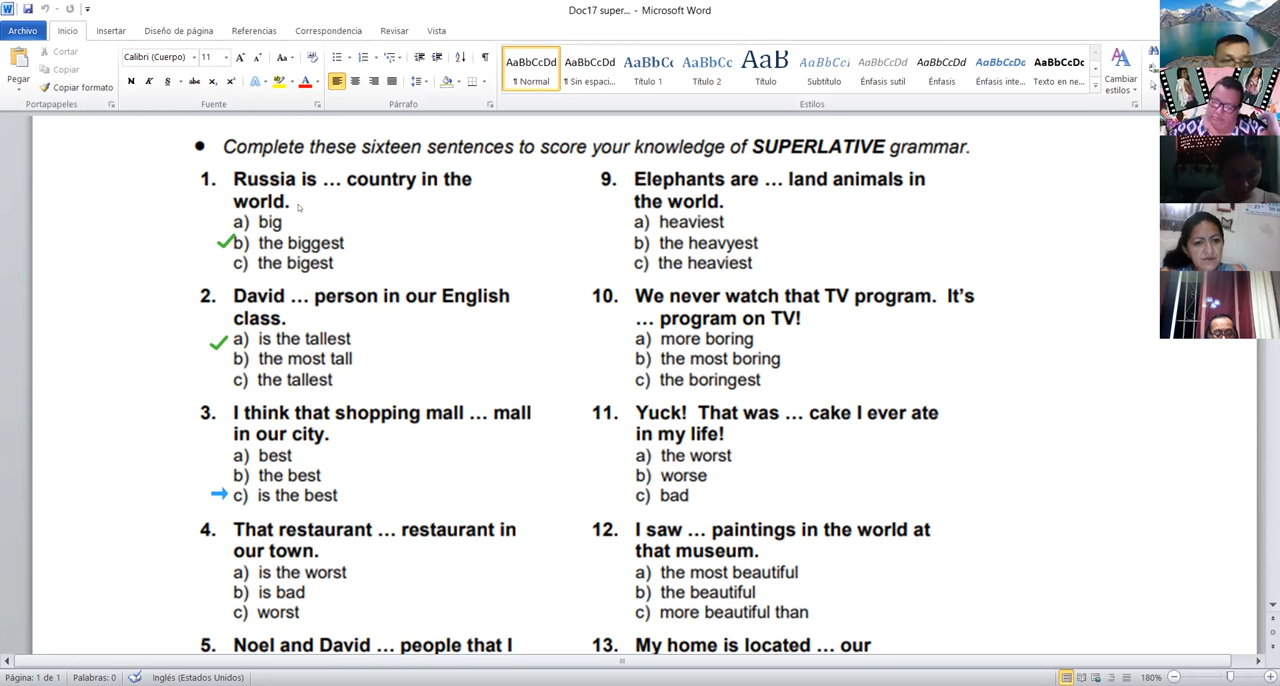 Doc17 super... - Microsoft Word
Archivo Inicio Insertar Diseño de página Referencias Correspondencia Revisar Vista
Pegar
Cortar
Copiar
Copiar formato
Portapapeles
Calibri (Cuerpo) 11
Fuente
Párrafo
AaBbCcDd AaBbCcDd AaBbCc AaBbCc AaB AaBbCcI AaBbCcDd AaBbCcDd AaBbCcDd AaBbCcDc
¶ Normal ¶ Sin espaci... Título 1 Título 2 Título Subtítulo Énfasis sutil Énfasis Énfasis inte... Texto en ne...
Cambiar estilos
Estilos
• Complete these sixteen sentences to score your knowledge of SUPERLATIVE grammar.
1. Russia is ... country in the
world.
a) big
b) the biggest
c) the bigest
2. David ... person in our English
class.
a) is the tallest
b) the most tall
c) the tallest
3. I think that shopping mall ... mall
in our city.
a) best
b) the best
c) is the best
4. That restaurant ... restaurant in
our town.
a) is the worst
b) is bad
c) worst
5. Noel and David ... people that I
9. Elephants are ... land animals in
the world.
a) heaviest
b) the heavyest
c) the heaviest
10. We never watch that TV program. It's
... program on TV!
a) more boring
b) the most boring
c) the boringest
11. Yuck! That was ... cake I ever ate
in my life!
a) the worst
b) worse
c) bad
12. I saw ... paintings in the world at
that museum.
a) the most beautiful
b) the beautiful
c) more beautiful than
13. My home is located ... our
Página: 1 de 1 Palabras: 0 Inglés (Estados Unidos) 180%